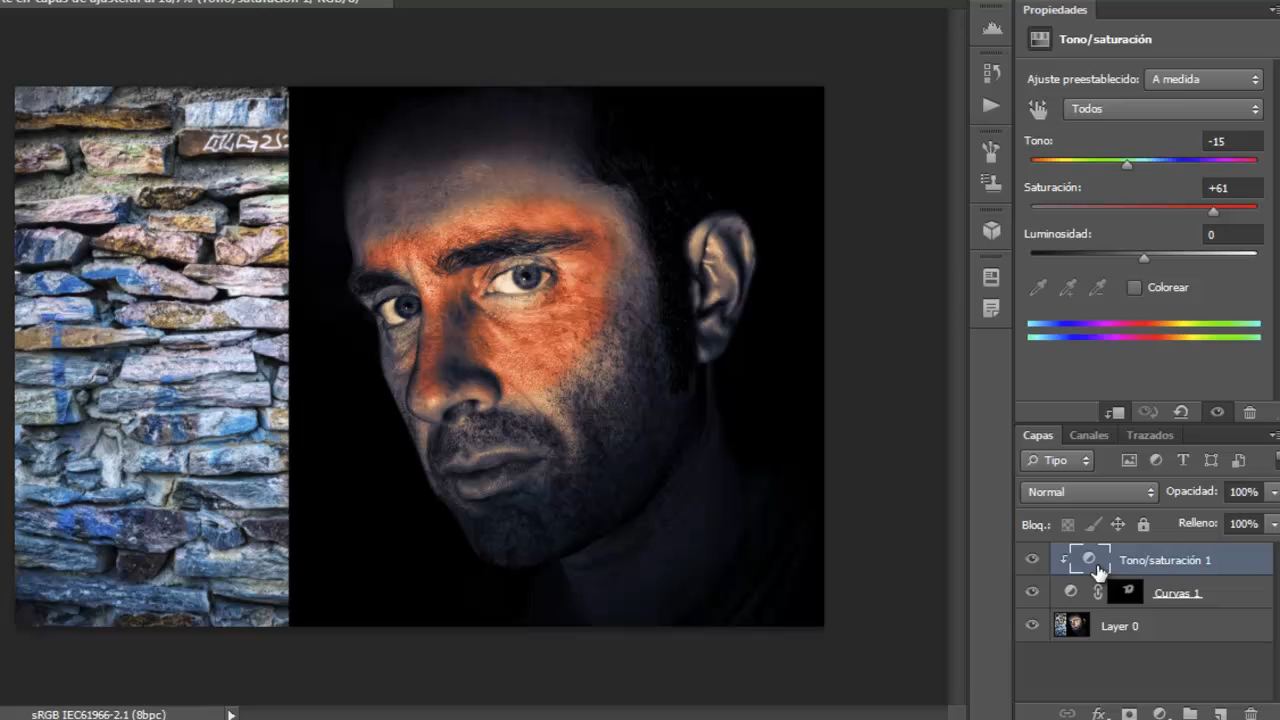 Propiedades
Tono/saturación
Ajuste preestablecido: A medida
Todos
Tono: -15
Saturación: +61
Luminosidad: 0
Colorear
Capas Canales Trazados
Tipo
Normal Opacidad: 100%
Bloq.: Relleno: 100%
Tono/saturación 1
Curvas 1
Layer 0
sRGB IEC61966-2.1 (8bpc)